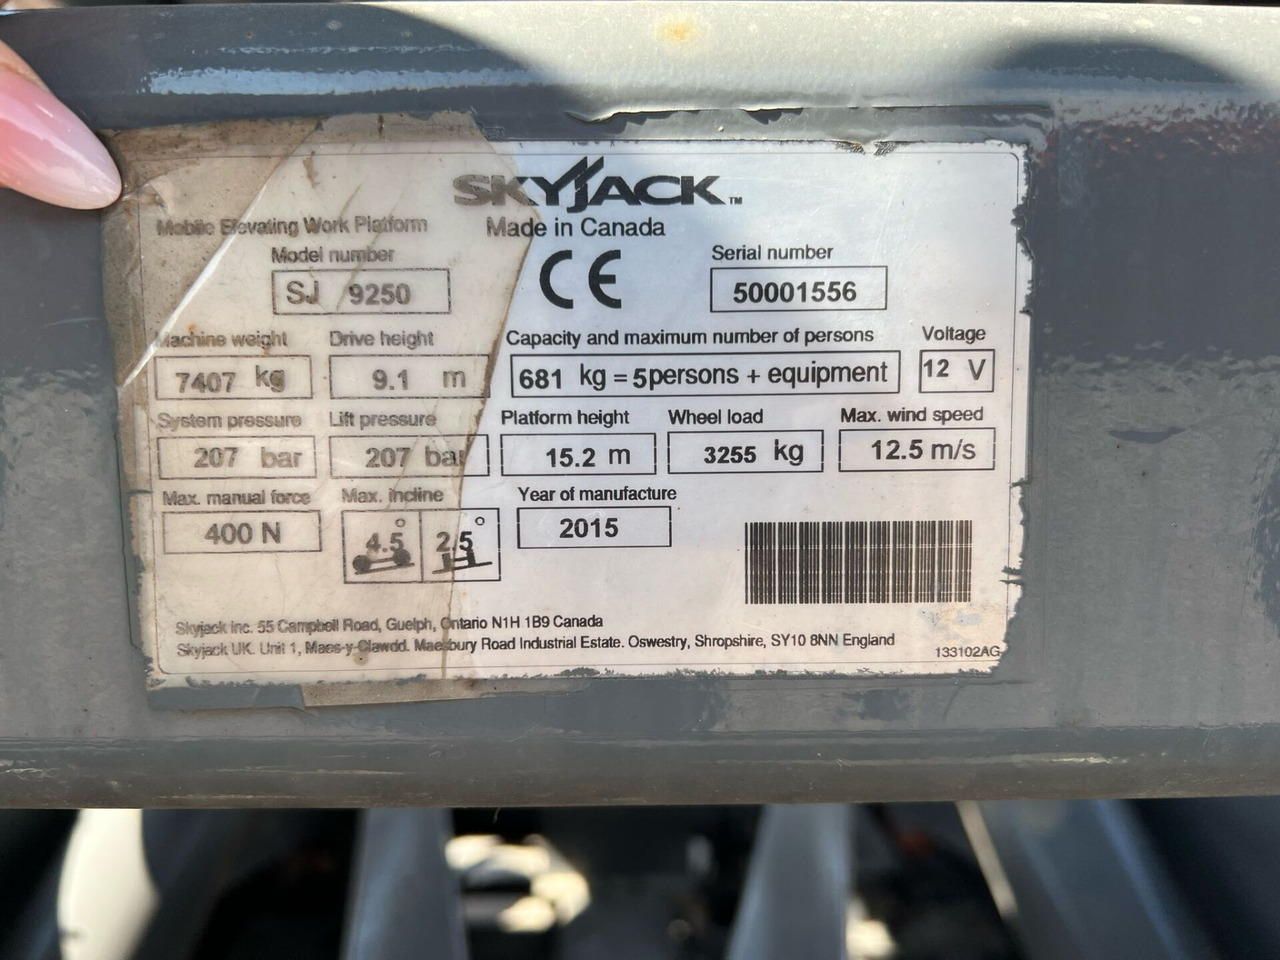 SKYJACK™
Mobile Elevating Work Platform Made in Canada
Model number Serial number
SJ 9250 CE 50001556
Machine weight Drive height Capacity and maximum number of persons Voltage
7407 kg 9.1 m 681 kg = 5persons + equipment 12 V
System pressure Lift pressure Platform height Wheel load Max. wind speed
207 bar 207 bar 15.2 m 3255 kg 12.5 m/s
Max. manual force Max. incline Year of manufacture
400 N 4.5° 2.5° 2015
Skyjack Inc. 55 Campbell Road, Guelph, Ontario N1H 1B9 Canada
Skyjack UK. Unit 1, Maes-y-Clawdd. Maesbury Road Industrial Estate. Oswestry, Shropshire, SY10 8NN England
133102AG